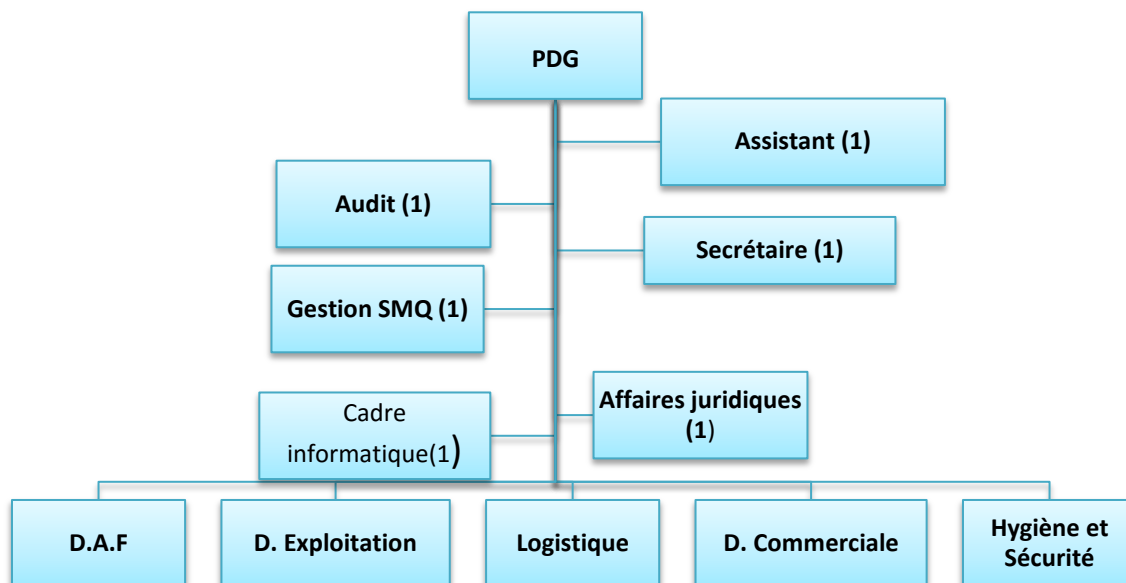 PDG
Assistant (1)
Audit (1)
Secrétaire (1)
Gestion SMQ (1)
Affaires juridiques
(1)
Cadre
informatique(1)
D.A.F
D. Exploitation
Logistique
D. Commerciale
Hygiène et
Sécurité